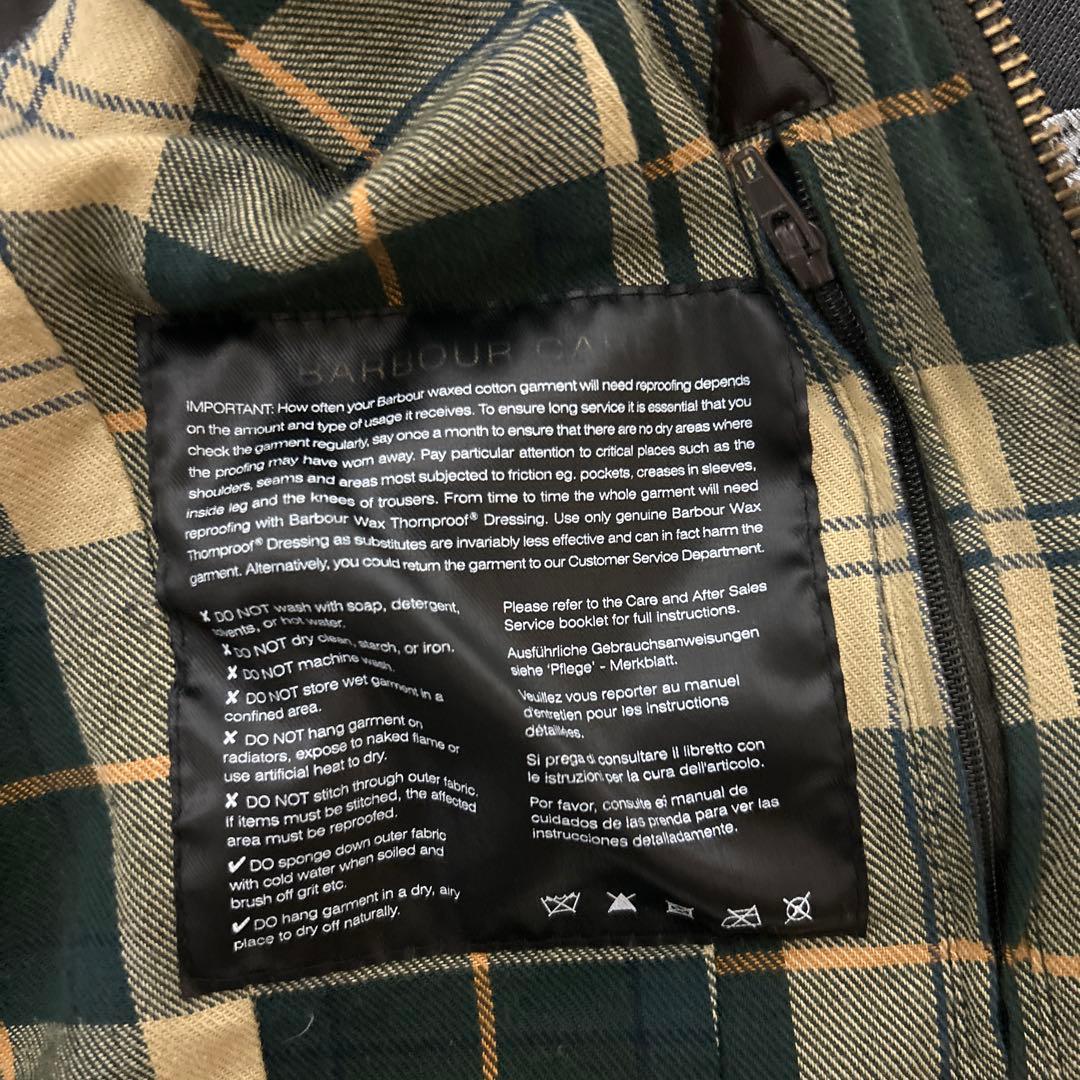 BARBOUR CA
IMPORTANT: How often your Barbour waxed cotton garment will need reproofing depends
on the amount and type of usage it receives. To ensure long service it is essential that you
check the garment regularly, say once a month to ensure that there are no dry areas where
the proofing may have worn away. Pay particular attention to critical places such as the
shoulders, seams and areas most subjected to friction eg. pockets, creases in sleeves,
inside leg and the knees of trousers. From time to time the whole garment will need
reproofing with Barbour Wax Thornproof® Dressing. Use only genuine Barbour Wax
Thornproof® Dressing as substitutes are invariably less effective and can in fact harm the
garment. Alternatively, you could return the garment to our Customer Service Department.
✘ DO NOT wash with soap, detergent,
olvents, or hot water.
✘ DO NOT dry clean, starch, or iron.
✘ DO NOT machine wash.
✘ DO NOT store wet garment in a
confined area.
✘ DO NOT hang garment on
radiators, expose to naked flame or
use artificial heat to dry.
✘ DO NOT stitch through outer fabric.
If items must be stitched, the affected
area must be reproofed.
✔ DO sponge down outer fabric
with cold water when soiled and
brush off grit etc.
✔ DO hang garment in a dry, airy
place to dry off naturally.
Please refer to the Care and After Sales
Service booklet for full instructions.
Ausführliche Gebrauchsanweisungen
siehe 'Pflege' - Merkblatt.
Veuillez vous reporter au manuel
d'entretien pour les instructions
détaillées.
Si prega di consultare il libretto con
le istruzioni per la cura dell'articolo.
Por favor, consulte el manual de
cuidados de las prenda para ver las
instrucciones detalladamente.